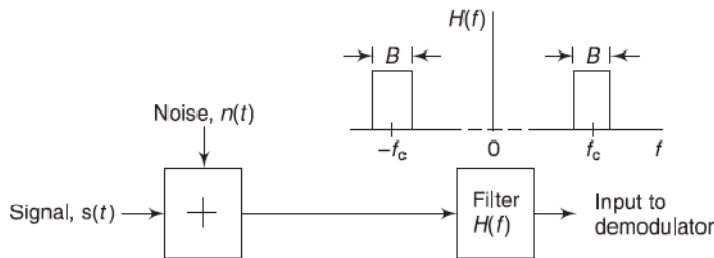 H(f)
B
B
Noise, n(t)
−f_c
0
f_c
f
Signal, s(t)
+
Filter
H(f)
Input to
demodulator